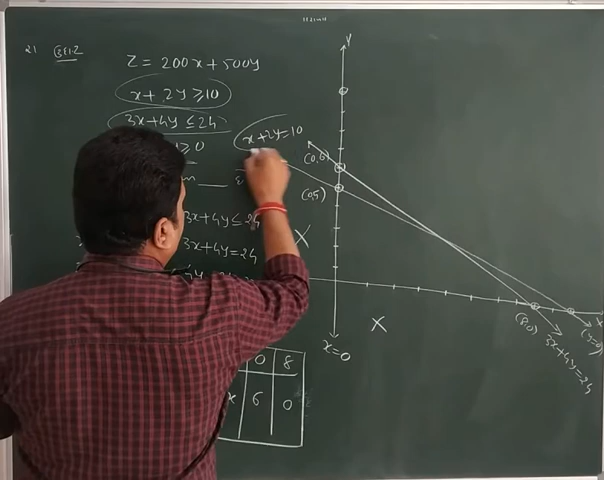 21
Z = 200x + 500y
x + 2y ≥ 10
3x + 4y ≤ 24
≥ 0
x + 2y = 10
3x + 4y ≤ 24
3x + 4y = 24
Y
(0,6)
(0,5)
X
X
x = 0
(8,0)
(y = 0)
3x + 4y = 24
0 8
x 6 0